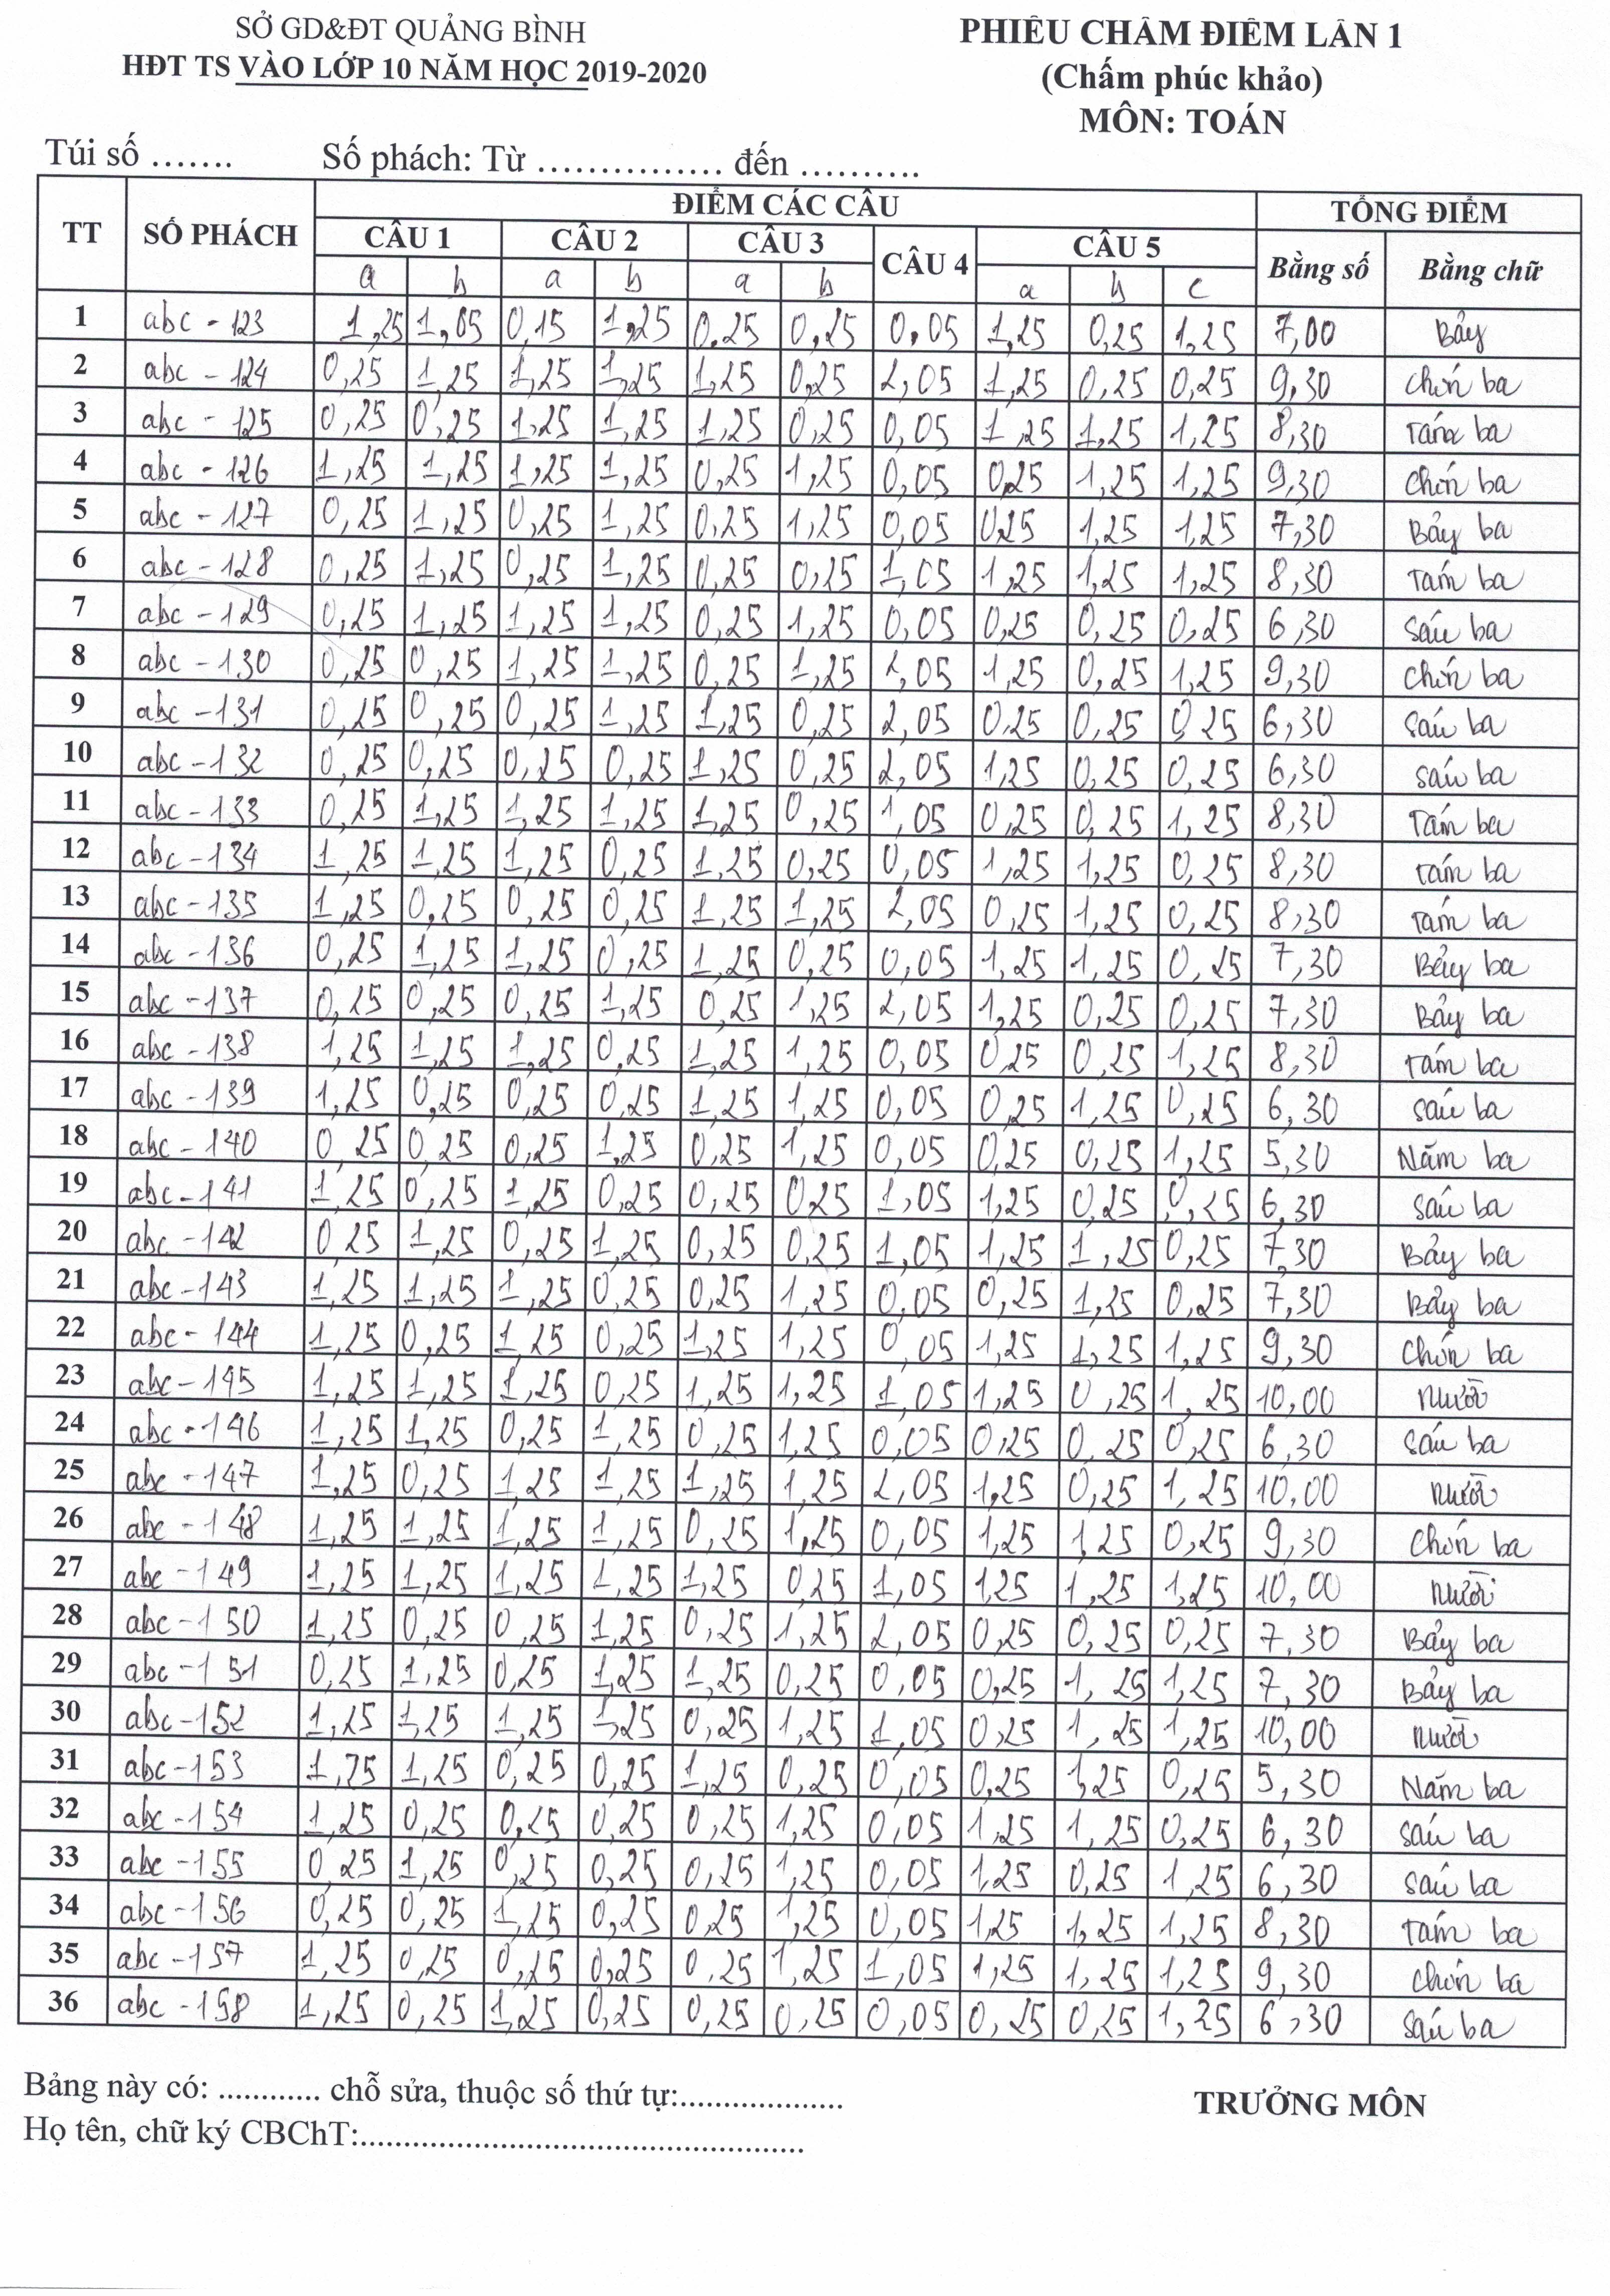 SỞ GD&ĐT QUẢNG BÌNH
HĐT TS VÀO LỚP 10 NĂM HỌC 2019-2020
PHIẾU CHẤM ĐIỂM LẦN 1
(Chấm phúc khảo)
MÔN: TOÁN
Túi số ....... Số phách: Từ ................ đến ...........
TT SỐ PHÁCH ĐIỂM CÁC CÂU TỔNG ĐIỂM
CÂU 1 CÂU 2 CÂU 3 CÂU 4 CÂU 5 Bằng số Bằng chữ
a b a b a b a b c
1 abc - 123 1,25 1,05 0,15 1,25 0,25 0,25 0,05 1,25 0,25 1,25 7,00 Bảy
2 abc - 124 0,25 1,25 1,25 1,25 1,25 0,25 2,05 1,25 0,25 0,25 9,30 Chín ba
3 abc - 125 0,25 0,25 1,25 1,25 1,25 0,25 0,05 1,25 1,25 1,25 8,30 Tám ba
4 abc - 126 1,25 1,25 1,25 1,25 0,25 1,25 0,05 0,25 1,25 1,25 9,30 Chín ba
5 abc - 127 0,25 1,25 0,25 1,25 0,25 1,25 0,05 0,25 1,25 1,25 7,30 Bảy ba
6 abc - 128 0,25 1,25 0,25 1,25 0,25 0,25 1,05 1,25 1,25 1,25 8,30 Tám ba
7 abc - 129 0,25 1,25 1,25 1,25 0,25 1,25 0,05 0,25 0,25 0,25 6,30 Sáu ba
8 abc - 130 0,25 0,25 1,25 1,25 0,25 1,25 2,05 1,25 0,25 1,25 9,30 Chín ba
9 abc - 131 0,25 0,25 0,25 1,25 1,25 0,25 2,05 0,25 0,25 0,25 6,30 Sáu ba
10 abc - 132 0,25 0,25 0,25 0,25 1,25 0,25 2,05 1,25 0,25 0,25 6,30 Sáu ba
11 abc - 133 0,25 1,25 1,25 1,25 1,25 0,25 1,05 0,25 0,25 1,25 8,30 Tám ba
12 abc - 134 1,25 1,25 1,25 0,25 1,25 0,25 0,05 1,25 1,25 0,25 8,30 Tám ba
13 abc - 135 1,25 0,25 0,25 0,25 1,25 1,25 2,05 0,25 1,25 0,25 8,30 Tám ba
14 abc - 136 0,25 1,25 1,25 0,25 1,25 0,25 0,05 1,25 1,25 0,25 7,30 Bảy ba
15 abc - 137 0,25 0,25 0,25 1,25 0,25 1,25 2,05 1,25 0,25 0,25 7,30 Bảy ba
16 abc - 138 1,25 1,25 1,25 0,25 1,25 1,25 0,05 0,25 0,25 1,25 8,30 Tám ba
17 abc - 139 1,25 0,25 0,25 0,25 1,25 1,25 0,05 0,25 1,25 0,25 6,30 Sáu ba
18 abc - 140 0 25 0,25 0,25 1,25 0,25 1,25 0,05 0,25 0,25 1,25 5,30 Năm ba
19 abc - 141 1,25 0,25 1,25 0,25 0,25 0,25 1,05 1,25 0,25 0,25 6,30 Sáu ba
20 abc - 142 0 25 1,25 0,25 1,25 0,25 0,25 1,05 1,25 1,25 0,25 7,30 Bảy ba
21 abc - 143 1,25 1,25 1,25 0,25 0,25 1,25 0,05 0,25 1,25 0,25 7,30 Bảy ba
22 abc - 144 1,25 0,25 1,25 0,25 1,25 1,25 0,05 1,25 1,25 1,25 9,30 Chín ba
23 abc - 145 1,25 1,25 1,25 0,25 1,25 1,25 1,05 1,25 0,25 1,25 10,00 Mười
24 abc - 146 1,25 1,25 0,25 1,25 0,25 1,25 0,05 0,25 0,25 0,25 6,30 Sáu ba
25 abc - 147 1,25 0,25 1,25 1,25 1,25 1,25 2,05 1,25 0,25 1,25 10,00 Mười
26 abc - 148 1,25 1,25 1,25 1,25 0,25 1,25 0,05 1,25 1,25 0,25 9,30 Chín ba
27 abc - 149 1,25 1,25 1,25 1,25 1,25 0,25 1,05 1,25 1,25 1,25 10,00 Mười
28 abc - 150 1,25 0,25 0,25 1,25 0,25 1,25 2,05 0,25 0,25 0,25 7,30 Bảy ba
29 abc - 151 0,25 1,25 0,25 1,25 1,25 0,25 0,05 0,25 1,25 1,25 7,30 Bảy ba
30 abc - 152 1,25 1,25 1,25 1,25 0,25 1,25 1,05 0,25 1,25 1,25 10,00 Mười
31 abc - 153 1,25 1,25 0,25 0,25 1,25 0,25 0,05 0,25 1,25 0,25 5,30 Năm ba
32 abc - 154 1,25 0,25 0,25 0,25 0,25 1,25 0,05 1,25 1,25 0,25 6,30 Sáu ba
33 abc - 155 0,25 1,25 0,25 0,25 0,25 1,25 0,05 1,25 0,25 1,25 6,30 Sáu ba
34 abc - 156 0,25 0,25 1,25 0,25 0,25 1,25 0,05 1,25 1,25 1,25 8,30 Tám ba
35 abc - 157 1,25 0,25 0,25 0,25 0,25 1,25 1,05 1,25 1,25 1,25 9,30 Chín ba
36 abc - 158 1,25 0,25 1,25 0,25 0,25 0,25 0,05 0,25 0,25 1,25 6,30 Sáu ba
Bảng này có: ............ chỗ sửa, thuộc số thứ tự:...................
TRƯỞNG MÔN
Họ tên, chữ ký CBChT:...................................................